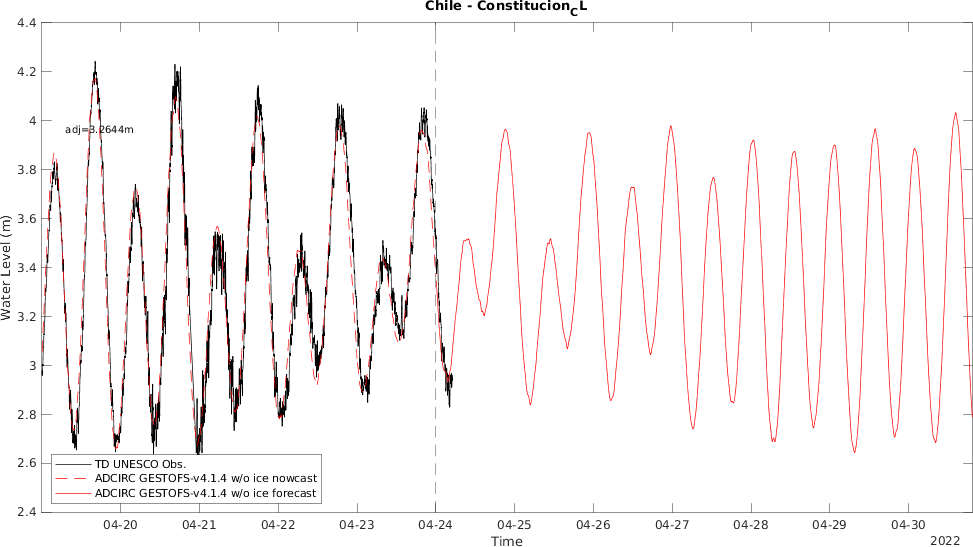 Chile - Constitucion_CL
4.4
4.2
4
3.8
3.6
3.4
3.2
3
2.8
2.6
2.4
Water Level (m)
adj=3.2644m
TD UNESCO Obs.
ADCIRC GESTOFS-v4.1.4 w/o ice nowcast
ADCIRC GESTOFS-v4.1.4 w/o ice forecast
04-20 04-21 04-22 04-23 04-24 04-25 04-26 04-27 04-28 04-29 04-30
Time
2022